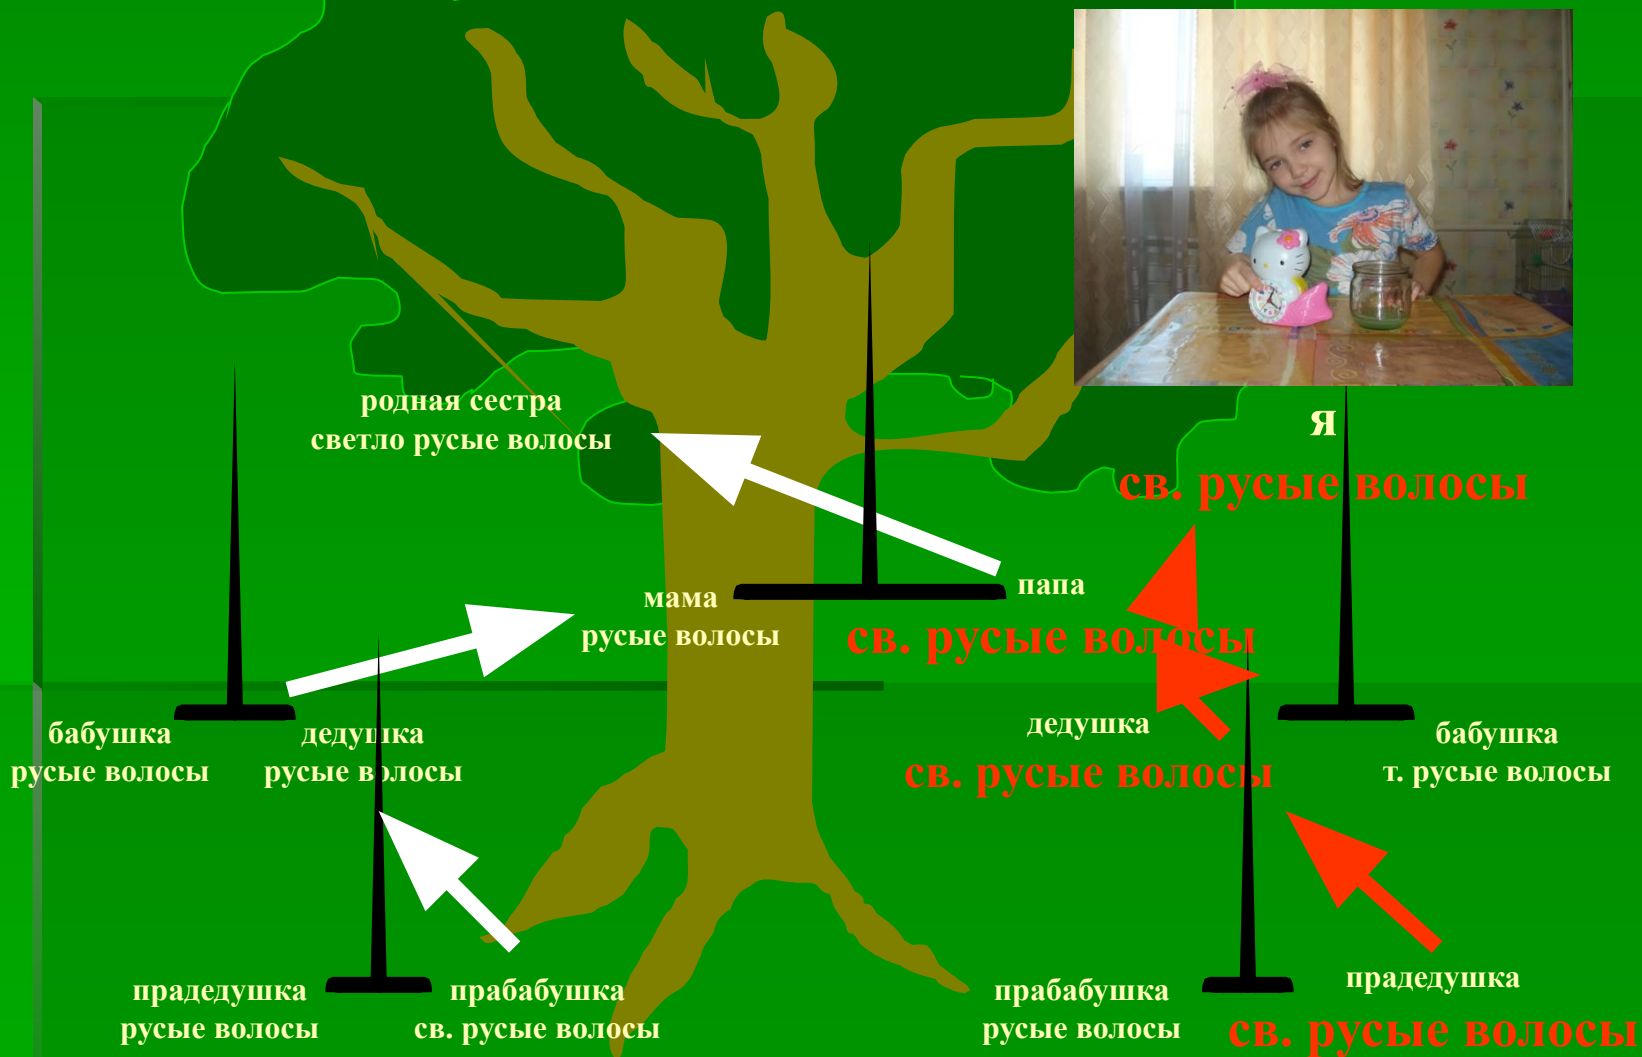 родная сестра
светло русые волосы
я
св. русые волосы
мама
русые волосы
папа
св. русые волосы
бабушка
русые волосы
дедушка
русые волосы
дедушка
св. русые волосы
бабушка
т. русые волосы
прадедушка
русые волосы
прабабушка
св. русые волосы
прабабушка
русые волосы
прадедушка
св. русые волосы